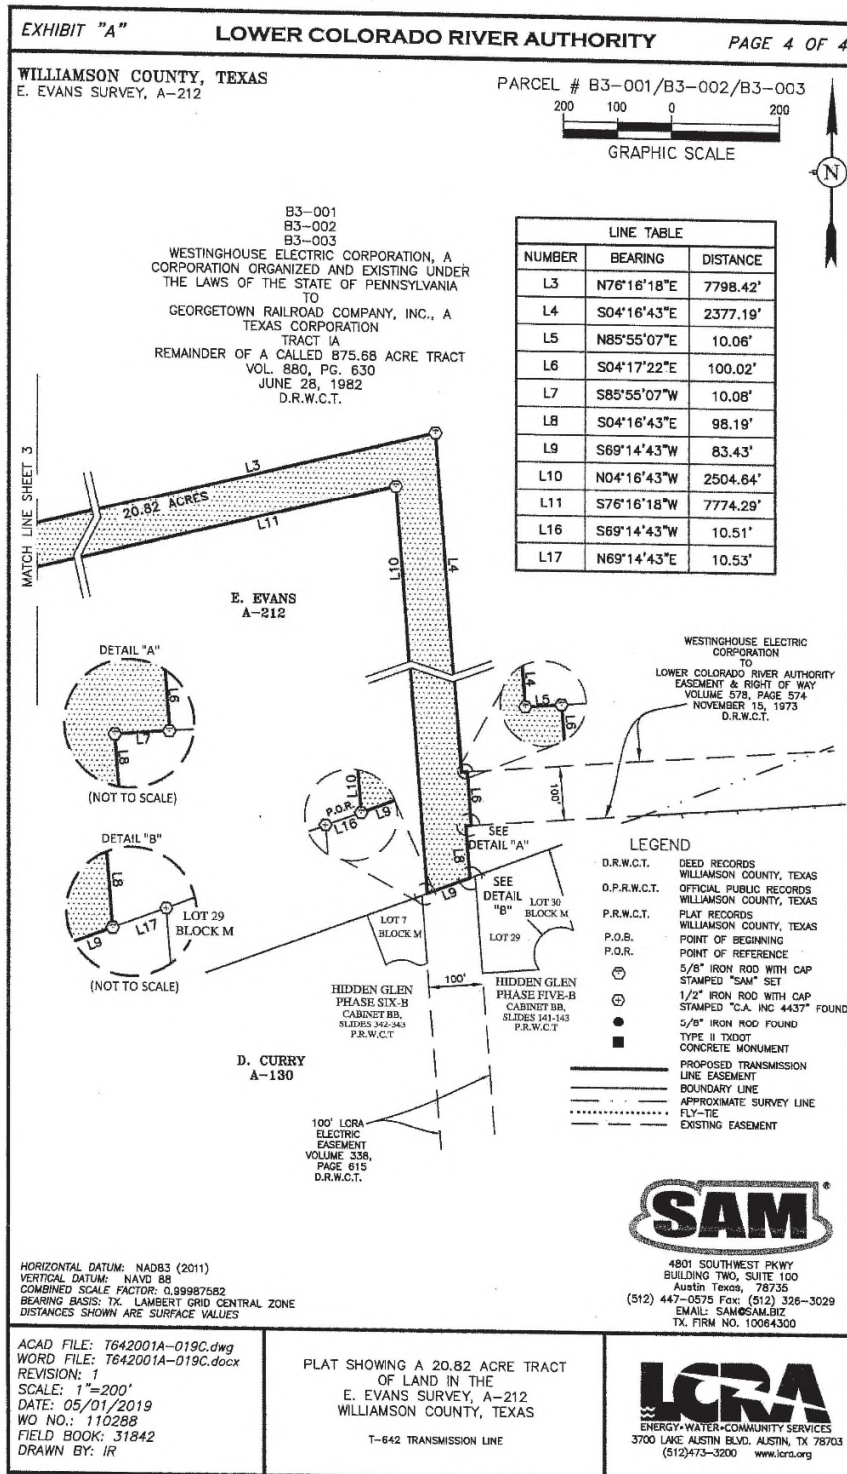 EXHIBIT "A"
LOWER COLORADO RIVER AUTHORITY
PAGE 4 OF 4
WILLIAMSON COUNTY, TEXAS
E. EVANS SURVEY, A-212
PARCEL # B3-001/B3-002/B3-003
200 100 0 200
GRAPHIC SCALE
N
B3-001
B3-002
B3-003
WESTINGHOUSE ELECTRIC CORPORATION, A
CORPORATION ORGANIZED AND EXISTING UNDER
THE LAWS OF THE STATE OF PENNSYLVANIA
TO
GEORGETOWN RAILROAD COMPANY, INC., A
TEXAS CORPORATION
TRACT IA
REMAINDER OF A CALLED 875.68 ACRE TRACT
VOL. 880, PG. 630
JUNE 28, 1982
D.R.W.C.T.
LINE TABLE
NUMBER BEARING DISTANCE
L3 N76°16'18"E 7798.42'
L4 S04°16'43"E 2377.19'
L5 N85°55'07"E 10.06'
L6 S04°17'22"E 100.02'
L7 S85°55'07"W 10.08'
L8 S04°16'43"E 98.19'
L9 S69°14'43"W 83.43'
L10 N04°16'43"W 2504.64'
L11 S76°16'18"W 7774.29'
L16 S69°14'43"W 10.51'
L17 N69°14'43"E 10.53'
MATCH LINE SHEET 3
L3
20.82 ACRES
L11
L10
L4
E. EVANS
A-212
DETAIL "A"
L6
L7
L8
(NOT TO SCALE)
L4
L5
L6
WESTINGHOUSE ELECTRIC
CORPORATION
TO
LOWER COLORADO RIVER AUTHORITY
EASEMENT & RIGHT OF WAY
VOLUME 578, PAGE 574
NOVEMBER 15, 1973
D.R.W.C.T.
L10
P.O.R.
L16
L9
L6
100'
SEE
DETAIL "A"
L8
L9
SEE
DETAIL
"B"
DETAIL "B"
L8
L9
L17
LOT 29
BLOCK M
(NOT TO SCALE)
LOT 7
BLOCK M
LOT 30
BLOCK M
LOT 29
100'
HIDDEN GLEN
PHASE SIX-B
CABINET BB,
SLIDES 342-343
P.R.W.C.T
HIDDEN GLEN
PHASE FIVE-B
CABINET BB,
SLIDES 141-143
P.R.W.C.T
D. CURRY
A-130
100' LCRA
ELECTRIC
EASEMENT
VOLUME 338,
PAGE 615
D.R.W.C.T.
LEGEND
D.R.W.C.T. DEED RECORDS
WILLIAMSON COUNTY, TEXAS
O.P.R.W.C.T. OFFICIAL PUBLIC RECORDS
WILLIAMSON COUNTY, TEXAS
P.R.W.C.T. PLAT RECORDS
WILLIAMSON COUNTY, TEXAS
P.O.B. POINT OF BEGINNING
P.O.R. POINT OF REFERENCE
5/8" IRON ROD WITH CAP
STAMPED "SAM" SET
1/2" IRON ROD WITH CAP
STAMPED "C.A. INC 4437" FOUND
5/8" IRON ROD FOUND
TYPE II TXDOT
CONCRETE MONUMENT
PROPOSED TRANSMISSION
LINE EASEMENT
BOUNDARY LINE
APPROXIMATE SURVEY LINE
FLY-TIE
EXISTING EASEMENT
SAM®
4801 SOUTHWEST PKWY
BUILDING TWO, SUITE 100
Austin Texas, 78735
(512) 447-0575 Fax: (512) 326-3029
EMAIL: SAM@SAM.BIZ
TX. FIRM NO. 10064300
HORIZONTAL DATUM: NAD83 (2011)
VERTICAL DATUM: NAVD 88
COMBINED SCALE FACTOR: 0.99987582
BEARING BASIS: TX. LAMBERT GRID CENTRAL ZONE
DISTANCES SHOWN ARE SURFACE VALUES
ACAD FILE: T642001A-019C.dwg
WORD FILE: T642001A-019C.docx
REVISION: 1
SCALE: 1"=200'
DATE: 05/01/2019
WO NO.: 110288
FIELD BOOK: 31842
DRAWN BY: IR
PLAT SHOWING A 20.82 ACRE TRACT
OF LAND IN THE
E. EVANS SURVEY, A-212
WILLIAMSON COUNTY, TEXAS
T-642 TRANSMISSION LINE
LCRA
ENERGY•WATER•COMMUNITY SERVICES
3700 LAKE AUSTIN BLVD. AUSTIN, TX 78703
(512)473-3200 www.lcra.org